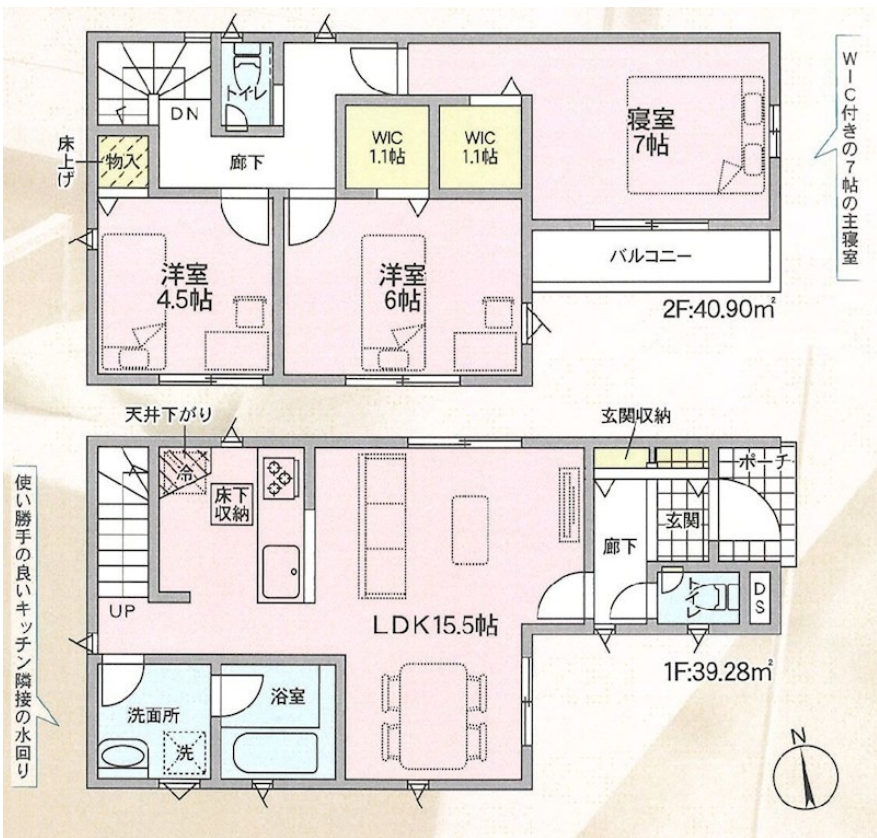 トイレ
DN
床上げ
物入
廊下
WIC
1.1帖
WIC
1.1帖
寝室
7帖
WIC付きの7帖の主寝室
洋室
4.5帖
洋室
6帖
バルコニー
2F:40.90㎡
天井下がり
玄関収納
冷
床下
収納
ポーチ
玄関
廊下
使い勝手の良いキッチン隣接の水回り
UP
LDK15.5帖
トイレ
DS
1F:39.28㎡
洗面所
浴室
洗
N